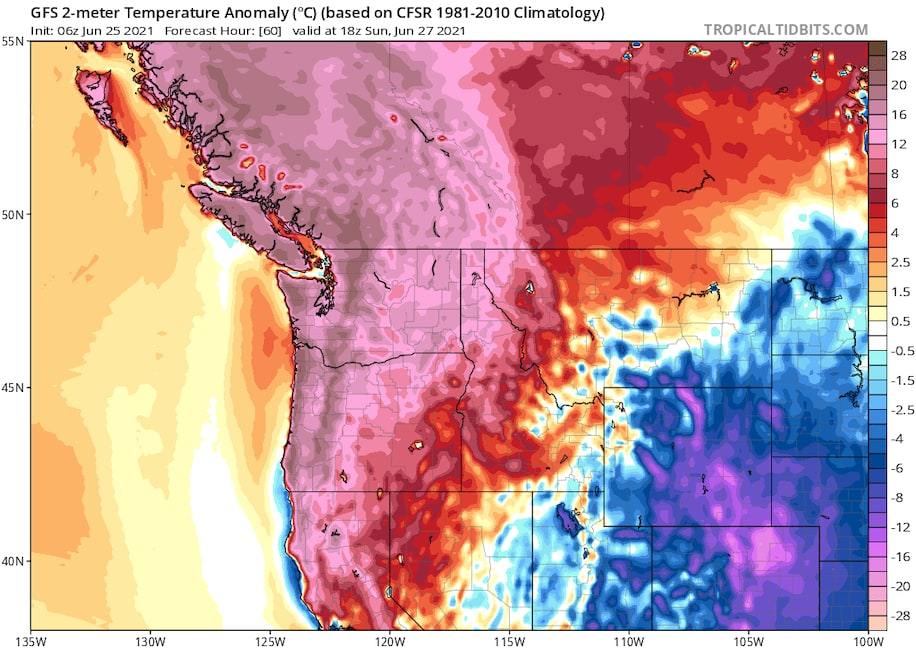 GFS 2-meter Temperature Anomaly (°C) (based on CFSR 1981-2010 Climatology)
Init: 06z Jun 25 2021 Forecast Hour: [60] valid at 18z Sun, Jun 27 2021 TROPICALTIDBITS.COM
55N
50N
45N
40N
135W 130W 125W 120W 115W 110W 105W 100W
28
20
16
12
8
6
4
2.5
1.5
0.5
-0.5
-1.5
-2.5
-4
-6
-8
-12
-16
-20
-28